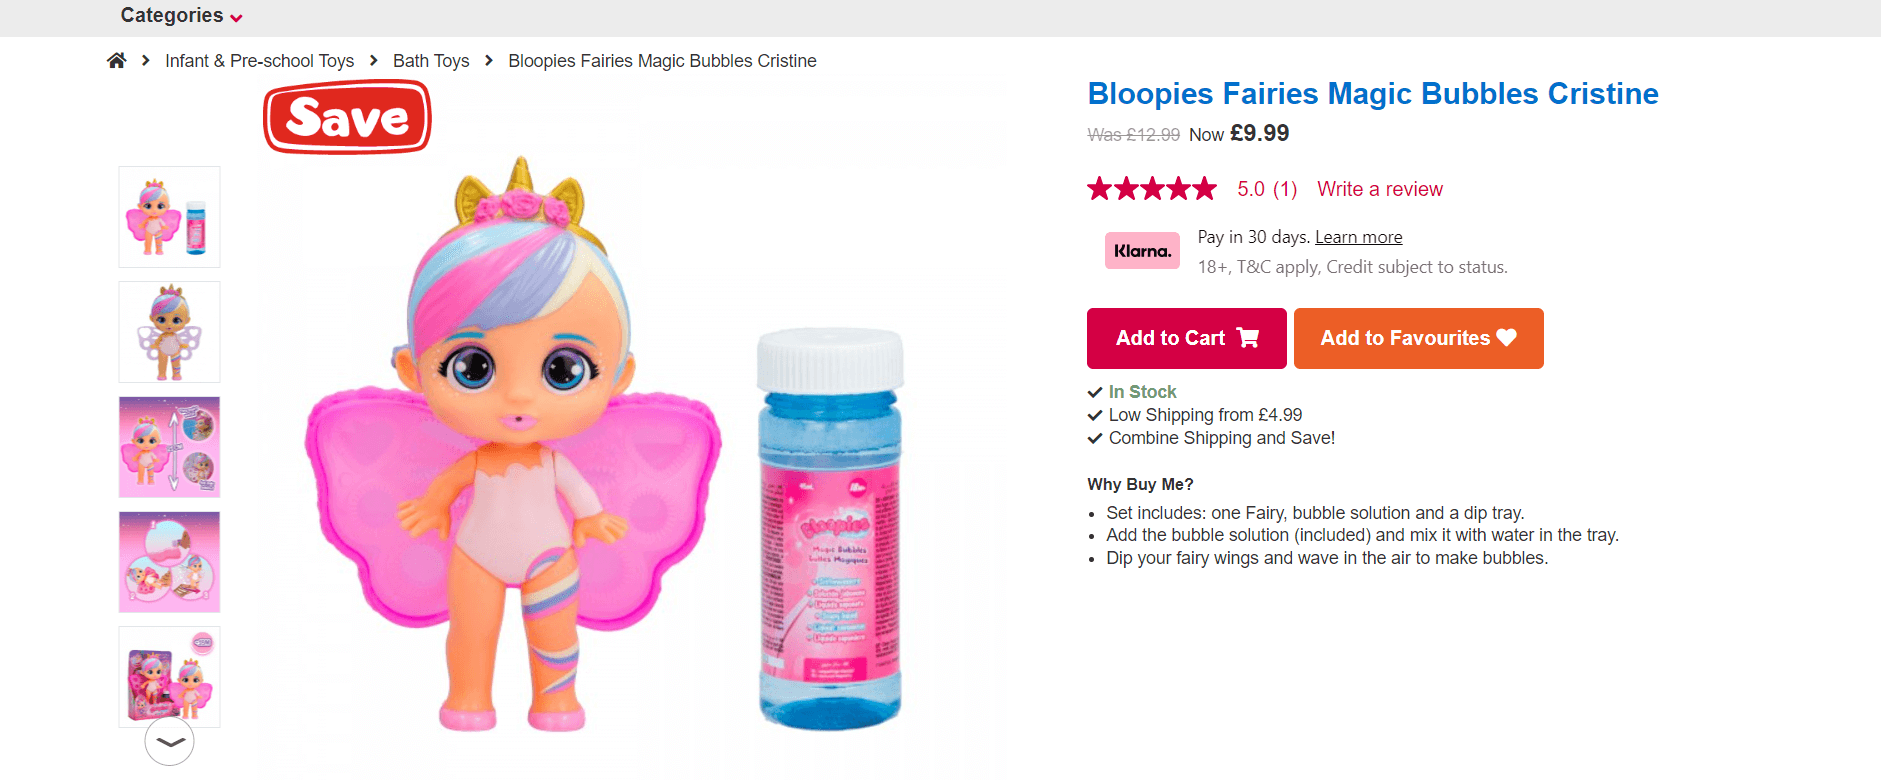 Categories
Infant & Pre-school Toys
Bath Toys
Bloopies Fairies Magic Bubbles Cristine
Save
Bloopies Fairies Magic Bubbles Cristine
Was £12.99 Now £9.99
5.0 (1) Write a review
Klarna.
Pay in 30 days. Learn more
18+, T&C apply, Credit subject to status.
Add to Cart
Add to Favourites
In Stock
Low Shipping from £4.99
Combine Shipping and Save!
Why Buy Me?
Set includes: one Fairy, bubble solution and a dip tray.
Add the bubble solution (included) and mix it with water in the tray.
Dip your fairy wings and wave in the air to make bubbles.
bloopies
Magic Bubbles